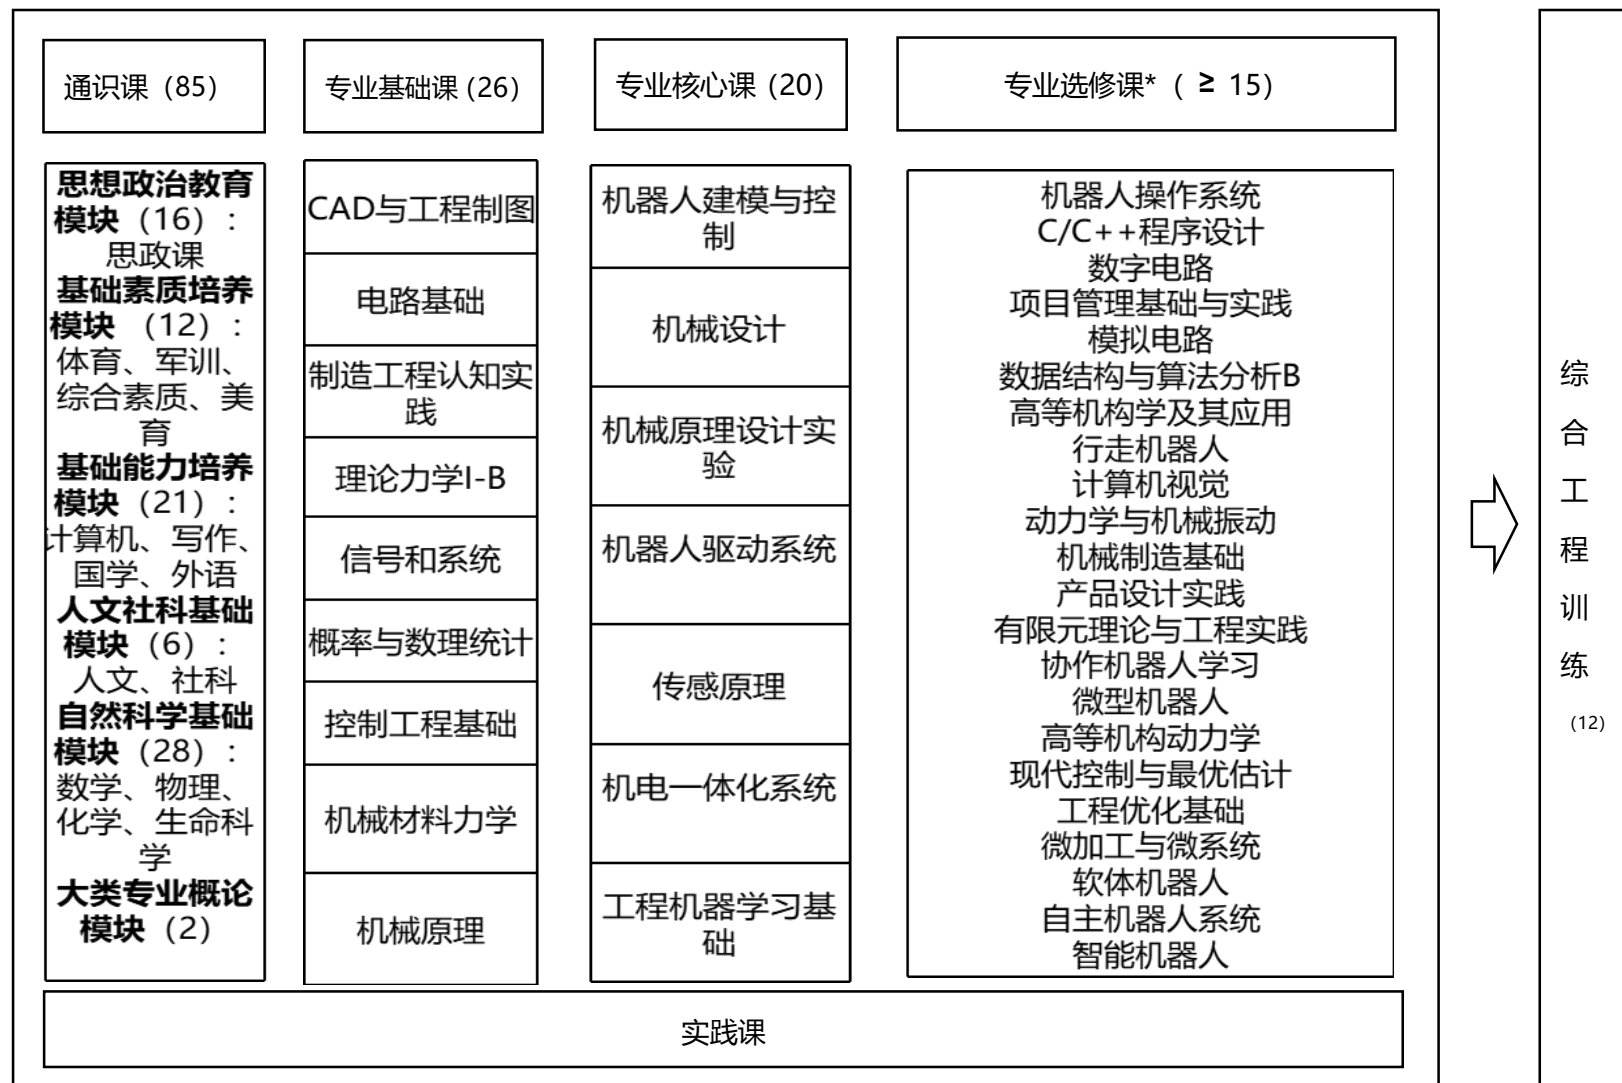 通识课（85）
思想政治教育
模块（16）：
思政课
基础素质培养
模块 （12）：
体育、军训、
综合素质、美
育
基础能力培养
模块（21）：
计算机、写作、
国学、外语
人文社科基础
模块（6）：
人文、社科
自然科学基础
模块（28）：
数学、物理、
化学、生命科
学
大类专业概论
模块（2）
专业基础课（26）
CAD与工程制图
电路基础
制造工程认知实
践
理论力学I-B
信号和系统
概率与数理统计
控制工程基础
机械材料力学
机械原理
专业核心课（20）
机器人建模与控
制
机械设计
机械原理设计实
验
机器人驱动系统
传感原理
机电一体化系统
工程机器学习基
础
专业选修课*（ ≥ 15）
机器人操作系统
C/C++程序设计
数字电路
项目管理基础与实践
模拟电路
数据结构与算法分析B
高等机构学及其应用
行走机器人
计算机视觉
动力学与机械振动
机械制造基础
产品设计实践
有限元理论与工程实践
协作机器人学习
微型机器人
高等机构动力学
现代控制与最优估计
工程优化基础
微加工与微系统
软体机器人
自主机器人系统
智能机器人
实践课
综
合
工
程
训
练
（12）